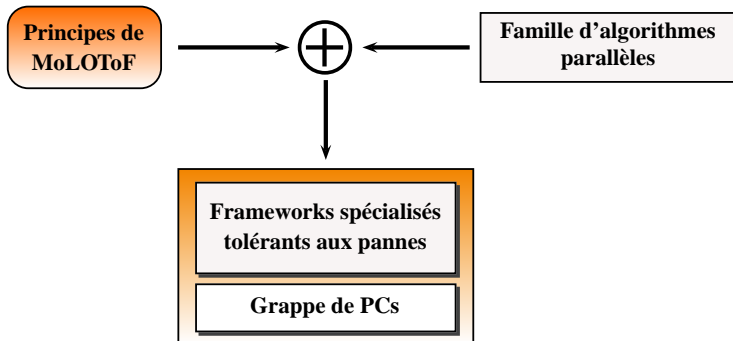 Principes de
MoLOToF
Famille d'algorithmes
parallèles
Frameworks spécialisés
tolérants aux pannes
Grappe de PCs